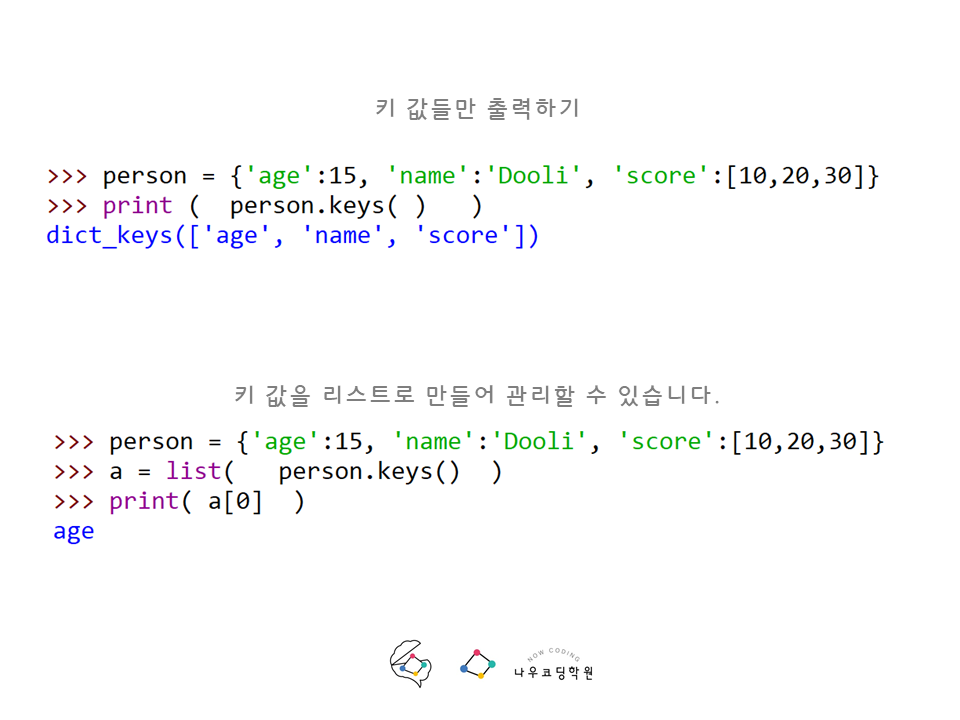 키 값들만 출력하기
>>> person = {'age':15, 'name':'Dooli', 'score':[10,20,30]}
>>> print (  person.keys( )   )
dict_keys(['age', 'name', 'score'])
키 값을 리스트로 만들어 관리할 수 있습니다.
>>> person = {'age':15, 'name':'Dooli', 'score':[10,20,30]}
>>> a = list(   person.keys()  )
>>> print( a[0]  )
age
NOW CODING
나우코딩학원